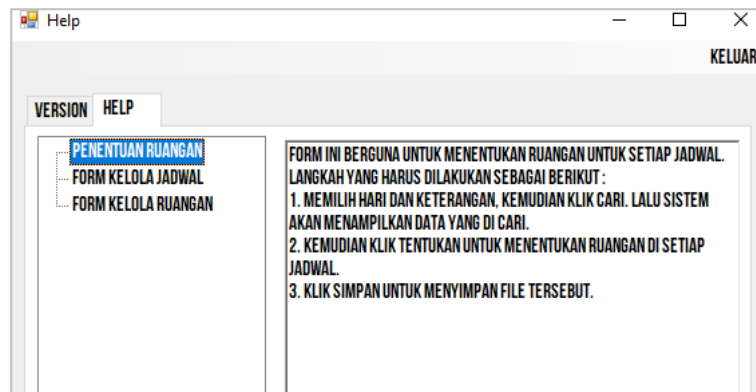 Help
KELUAR
VERSION
HELP
PENENTUAN RUANGAN
FORM KELOLA JADWAL
FORM KELOLA RUANGAN
FORM INI BERGUNA UNTUK MENENTUKAN RUANGAN UNTUK SETIAP JADWAL.
LANGKAH YANG HARUS DILAKUKAN SEBAGAI BERIKUT :
1. MEMILIH HARI DAN KETERANGAN, KEMUDIAN KLIK CARI. LALU SISTEM
AKAN MENAMPILKAN DATA YANG DI CARI.
2. KEMUDIAN KLIK TENTUKAN UNTUK MENENTUKAN RUANGAN DI SETIAP
JADWAL.
3. KLIK SIMPAN UNTUK MENYIMPAN FILE TERSEBUT.